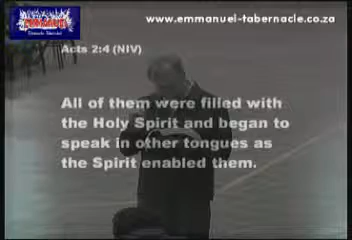 www.emmanuel-tabernacle.co.za
EMMANUEL
Acts 2:4 (NIV)
All of them were filled with
the Holy Spirit and began to
speak in other tongues as
the Spirit enabled them.